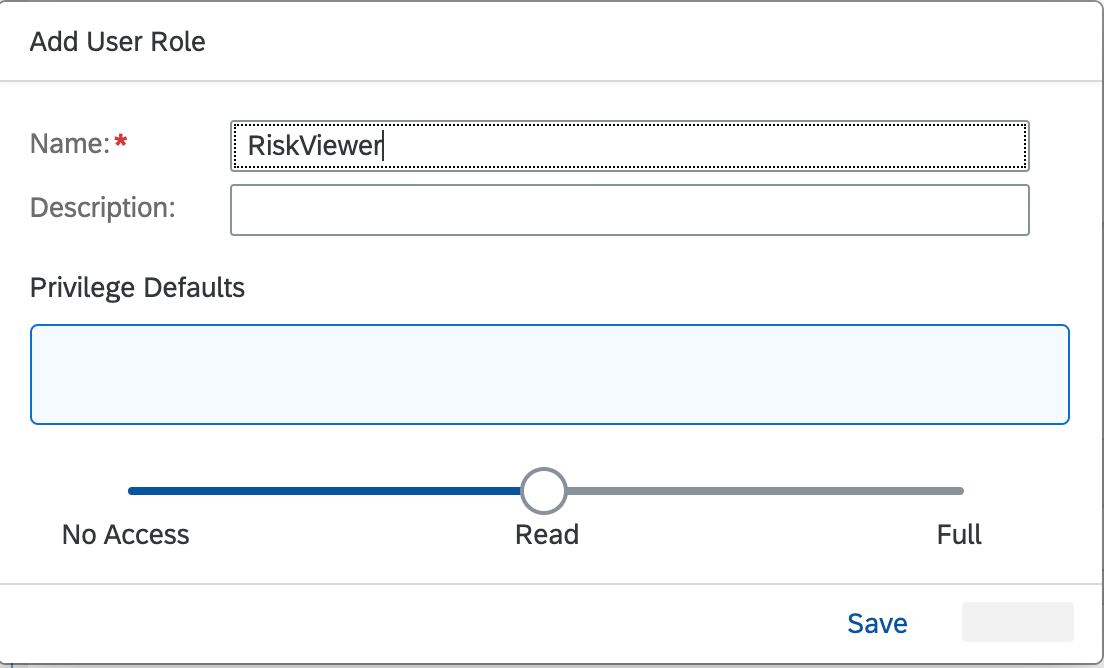 Add User Role
Name:*
RiskViewer
Description:
Privilege Defaults
No Access Read Full
Save